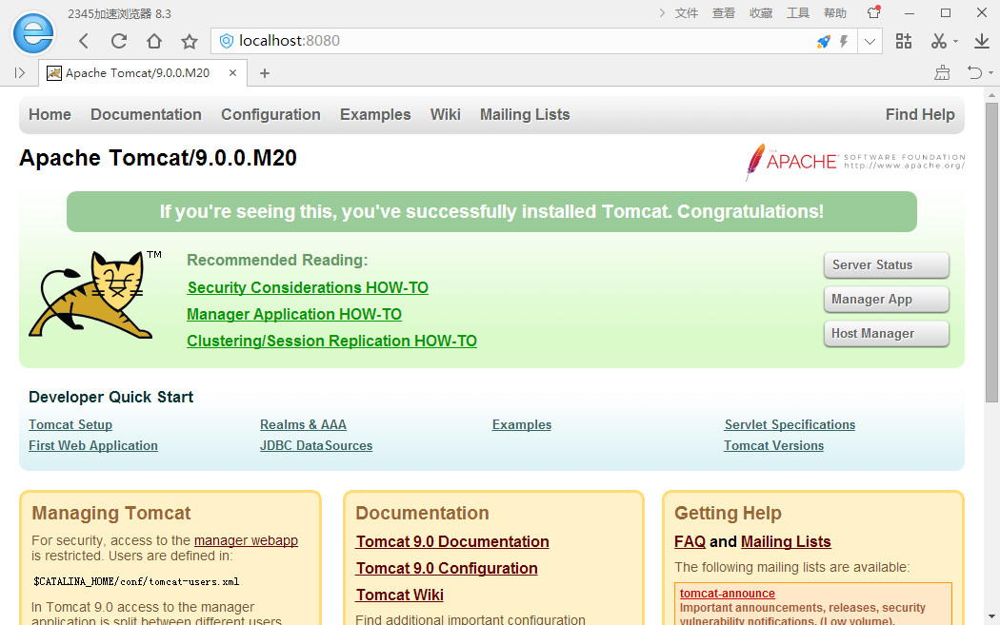 2345加速浏览器 8.3
文件 查看 收藏 工具 帮助
localhost:8080
Apache Tomcat/9.0.0.M20
Home Documentation Configuration Examples Wiki Mailing Lists Find Help
Apache Tomcat/9.0.0.M20
THE APACHE SOFTWARE FOUNDATION
http://www.apache.org/
If you're seeing this, you've successfully installed Tomcat. Congratulations!
TM
Recommended Reading:
Security Considerations HOW-TO
Manager Application HOW-TO
Clustering/Session Replication HOW-TO
Server Status
Manager App
Host Manager
Developer Quick Start
Tomcat Setup
First Web Application
Realms & AAA
JDBC DataSources
Examples
Servlet Specifications
Tomcat Versions
Managing Tomcat
For security, access to the manager webapp
is restricted. Users are defined in:
$CATALINA_HOME/conf/tomcat-users.xml
In Tomcat 9.0 access to the manager
application is split between different users.
Documentation
Tomcat 9.0 Documentation
Tomcat 9.0 Configuration
Tomcat Wiki
Find additional important configuration
Getting Help
FAQ and Mailing Lists
The following mailing lists are available:
tomcat-announce
Important announcements, releases, security
vulnerability notifications. (Low volume).